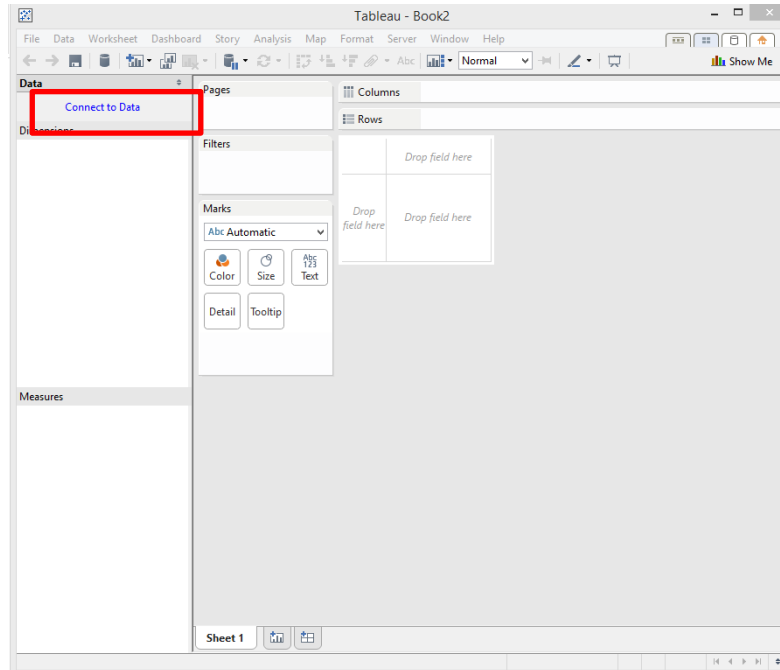 Tableau - Book2
File Data Worksheet Dashboard Story Analysis Map Format Server Window Help
Abc Normal Show Me
Data
Connect to Data
Dimensions
Pages
Columns
Rows
Filters
Drop field here
Marks
Abc Automatic
Drop
field here
Drop field here
Abc
123
Color Size Text
Detail Tooltip
Measures
Sheet 1